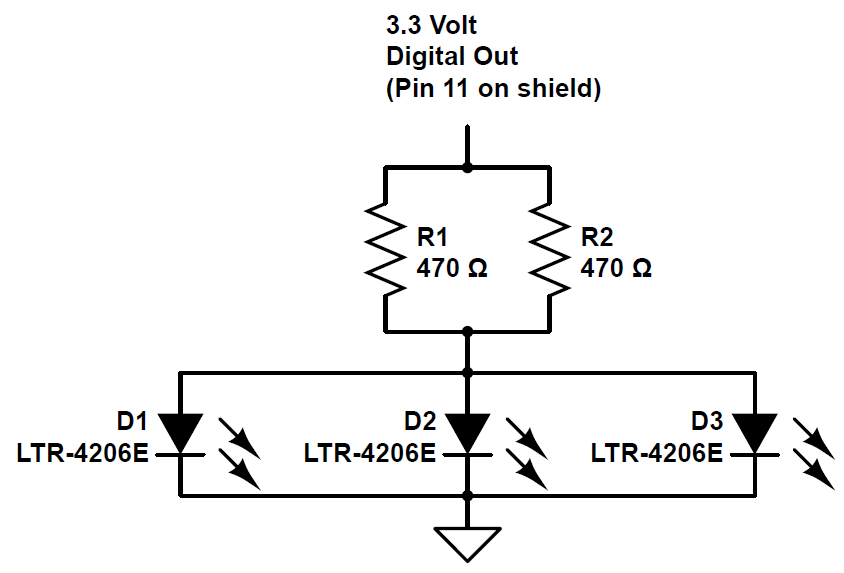 3.3 Volt
Digital Out
(Pin 11 on shield)
R1
470 Ω
R2
470 Ω
D1
LTR-4206E
D2
LTR-4206E
D3
LTR-4206E